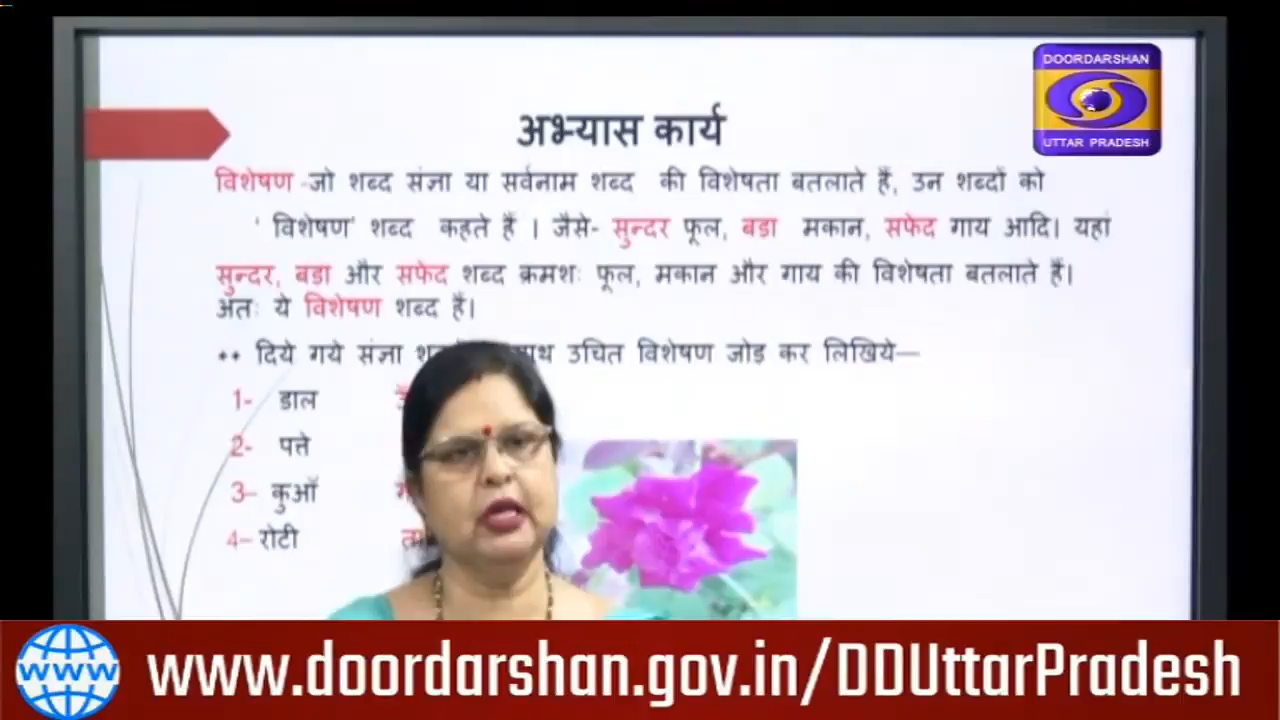 DOORDARSHAN
UTTAR PRADESH
अभ्यास कार्य
विशेषण -जो शब्द संज्ञा या सर्वनाम शब्द की विशेषता बतलाते हैं, उन शब्दों को
' विशेषण' शब्द कहते हैं । जैसे- सुन्दर फूल, बडा मकान, सफेद गाय आदि। यहां
सुन्दर, बडा और सफेद शब्द क्रमशः फूल, मकान और गाय की विशेषता बतलाते हैं।
अतः ये विशेषण शब्द हैं।
** दिये गये संज्ञा उचित विशेषण जोड़ कर लिखिये—
1- डाल
2- पत्ते
3- कुआँ
4- रोटी
www
www.doordarshan.gov.in/DDUttarPradesh